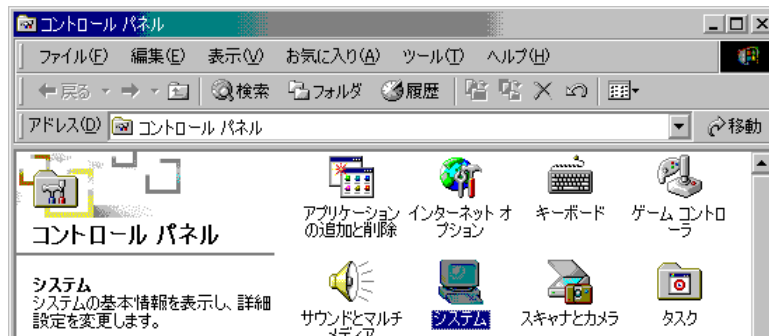 コントロール パネル
ファイル(F) 編集(E) 表示(V) お気に入り(A) ツール(T) ヘルプ(H)
戻る 検索 フォルダ 履歴
アドレス(D) コントロール パネル 移動
コントロール パネル
システム
システムの基本情報を表示し、詳細
設定を変更します。
アプリケーション
の追加と削除
インターネット オ
プション
キーボード
ゲーム コントロ
ーラ
サウンドとマルチ
メディア
システム
スキャナとカメラ
タスク